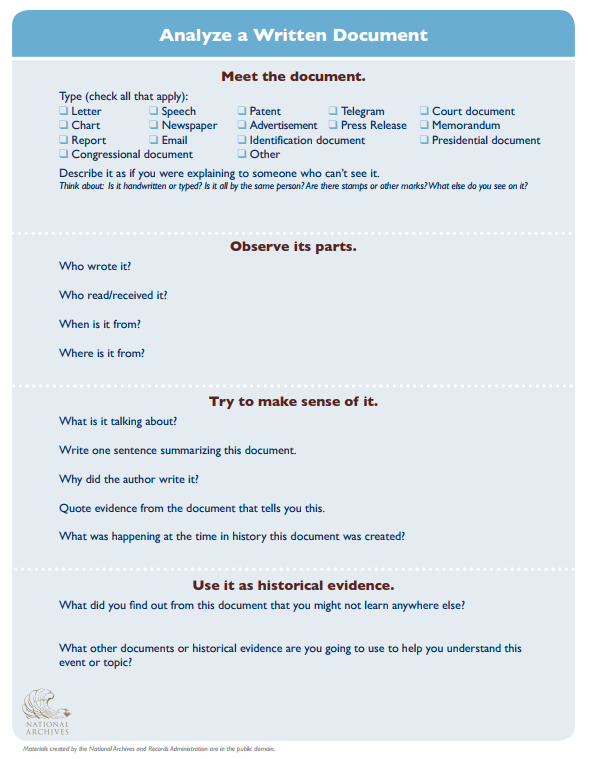 Analyze a Written Document
Meet the document.
Type (check all that apply):
❑ Letter ❑ Speech ❑ Patent ❑ Telegram ❑ Court document
❑ Chart ❑ Newspaper ❑ Advertisement ❑ Press Release ❑ Memorandum
❑ Report ❑ Email ❑ Identification document ❑ Presidential document
❑ Congressional document ❑ Other
Describe it as if you were explaining to someone who can't see it.
Think about: Is it handwritten or typed? Is it all by the same person? Are there stamps or other marks? What else do you see on it?
Observe its parts.
Who wrote it?
Who read/received it?
When is it from?
Where is it from?
Try to make sense of it.
What is it talking about?
Write one sentence summarizing this document.
Why did the author write it?
Quote evidence from the document that tells you this.
What was happening at the time in history this document was created?
Use it as historical evidence.
What did you find out from this document that you might not learn anywhere else?
What other documents or historical evidence are you going to use to help you understand this
event or topic?
NATIONAL
ARCHIVES
Materials created by the National Archives and Records Administration are in the public domain.